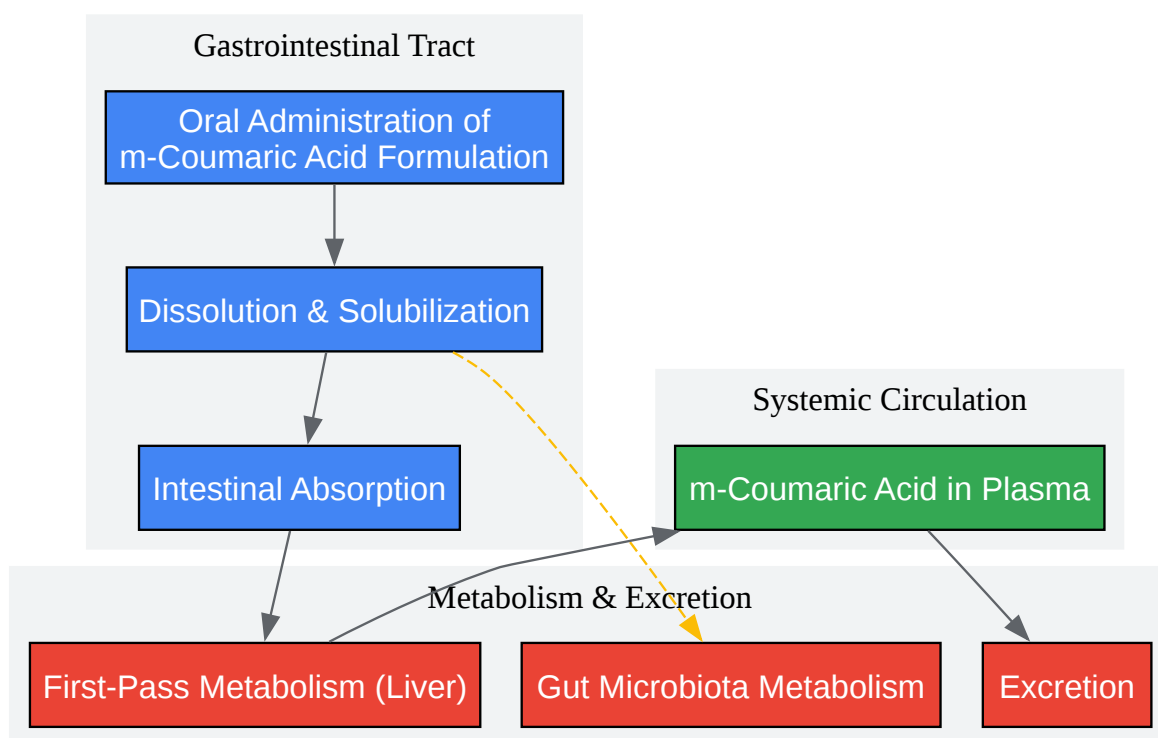 Gastrointestinal Tract
Oral Administration of
m-Coumaric Acid Formulation
Dissolution & Solubilization
Intestinal Absorption
Systemic Circulation
m-Coumaric Acid in Plasma
Metabolism & Excretion
First-Pass Metabolism (Liver)
Gut Microbiota Metabolism
Excretion